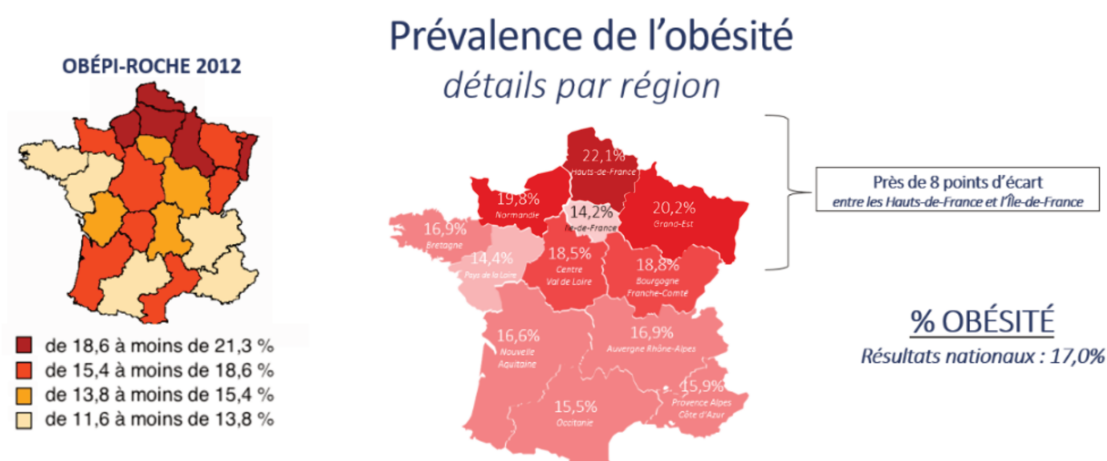 Prévalence de l’obésité
détails par région
OBÉPI-ROCHE 2012
de 18,6 à moins de 21,3 %
de 15,4 à moins de 18,6 %
de 13,8 à moins de 15,4 %
de 11,6 à moins de 13,8 %
22,1%
Hauts-de-France
19,8%
Normandie
14,2%
Île-de-France
20,2%
Grand-Est
16,9%
Bretagne
14,4%
Pays de la Loire
18,5%
Centre
Val de Loire
18,8%
Bourgogne
Franche-Comté
16,6%
Nouvelle
Aquitaine
16,9%
Auvergne Rhône-Alpes
15,5%
Occitanie
15,9%
Provence Alpes
Côte d’Azur
Près de 8 points d’écart
entre les Hauts-de-France et l’Île-de-France
% OBÉSITÉ
Résultats nationaux : 17,0%